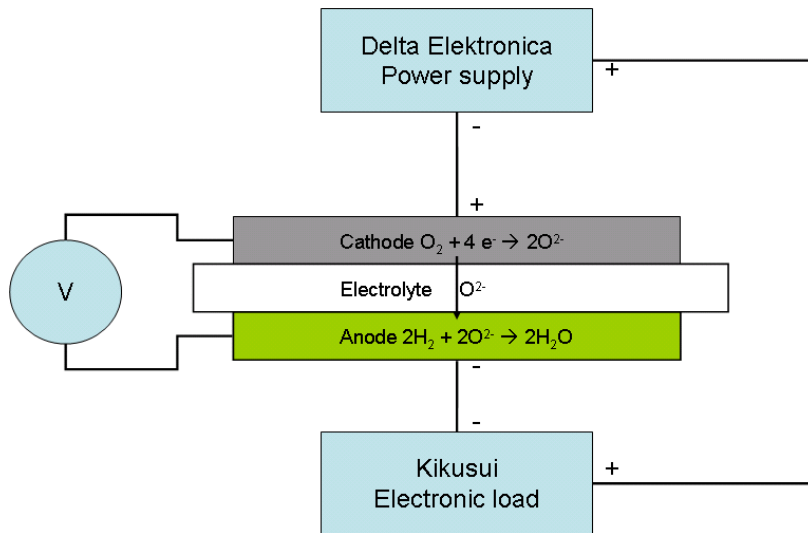 Delta Elektronica
Power supply
+
-
+
Cathode O₂ + 4 e⁻ → 2O²⁻
V
Electrolyte O²⁻
Anode 2H₂ + 2O²⁻ → 2H₂O
-
-
Kikusui
Electronic load
+